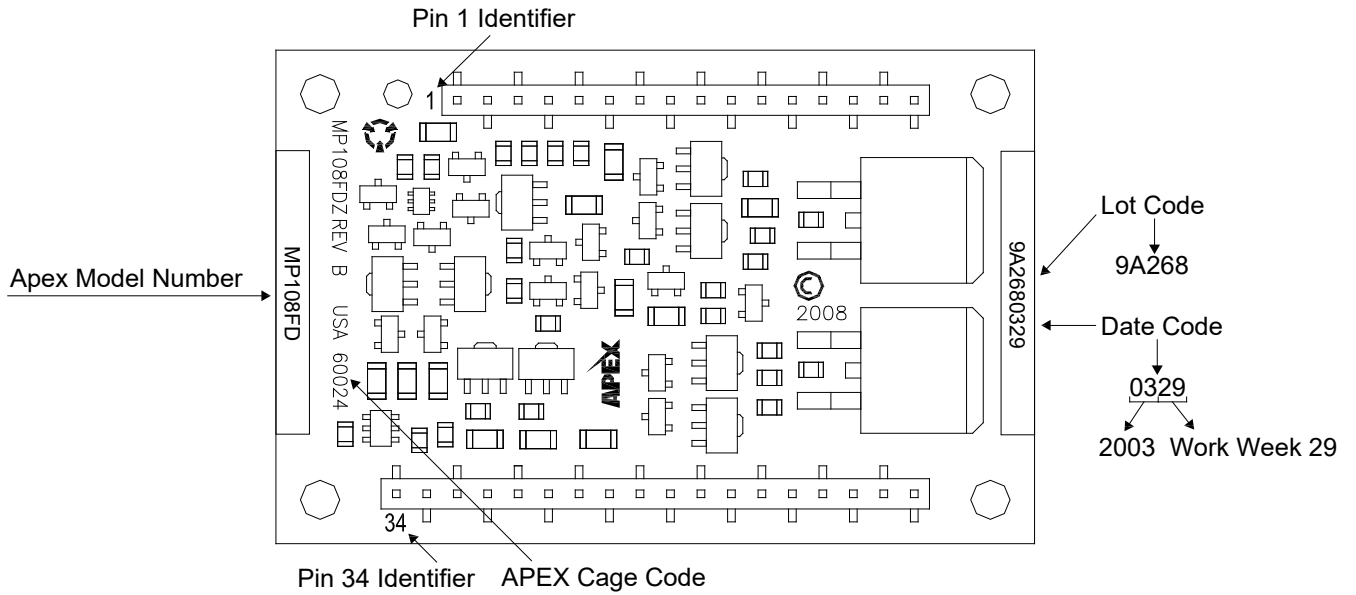 Pin 1 Identifier
1
MP108FDZ REV B USA 60024
Apex Model Number
MP108FD
APEX
© 2008
9A2680329
Lot Code
9A268
Date Code
0329
2003 Work Week 29
34
Pin 34 Identifier
APEX Cage Code